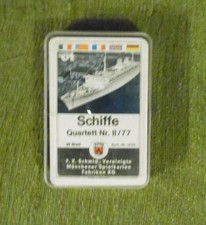 Schiffe
Quartett Nr. 8/77
F. X. Schmid · Vereinigte
Münchener Spielkarten
Fabriken KG